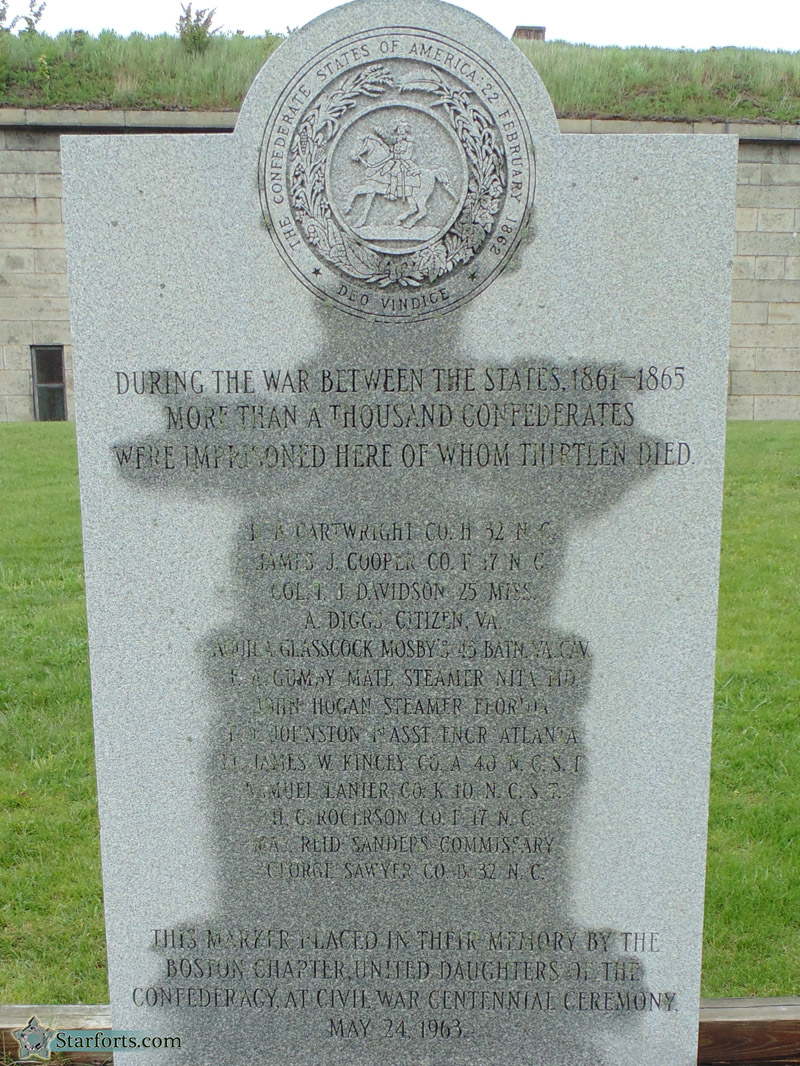 THE CONFEDERATE STATES OF AMERICA: 22 FEBRUARY 1862
DEO VINDICE
DURING THE WAR BETWEEN THE STATES, 1861-1865
MORE THAN A THOUSAND CONFEDERATES
WERE IMPRISONED HERE OF WHOM THIRTEEN DIED.
CARTWRIGHT CO. H 32 N. C.
JAMES J. COOPER CO. F 17 N. C.
COL. T. J. DAVIDSON 25 MISS.
A. DIGGS CITIZEN, VA.
GLASSCOCK MOSBY'S 43 BATN. VA. CAV.
MATE STEAMER
JOHN HOGAN STEAMER FLORIDA
JOHNSTON PASSENGER ATLANTA
JAMES W. KINCEY CO. A 40 N. C. S. T.
SAMUEL LANIER, CO. K 10 N. C. S. T.
H. C. ROGERSON CO. F 17 N. C.
MAJ. REID SANDERS COMMISSARY
GEORGE SAWYER CO. B 32 N. C.
THIS MARKER PLACED IN THEIR MEMORY BY THE
BOSTON CHAPTER, UNITED DAUGHTERS OF THE
CONFEDERACY, AT CIVIL WAR CENTENNIAL CEREMONY,
MAY 24, 1963.
Starforts.com